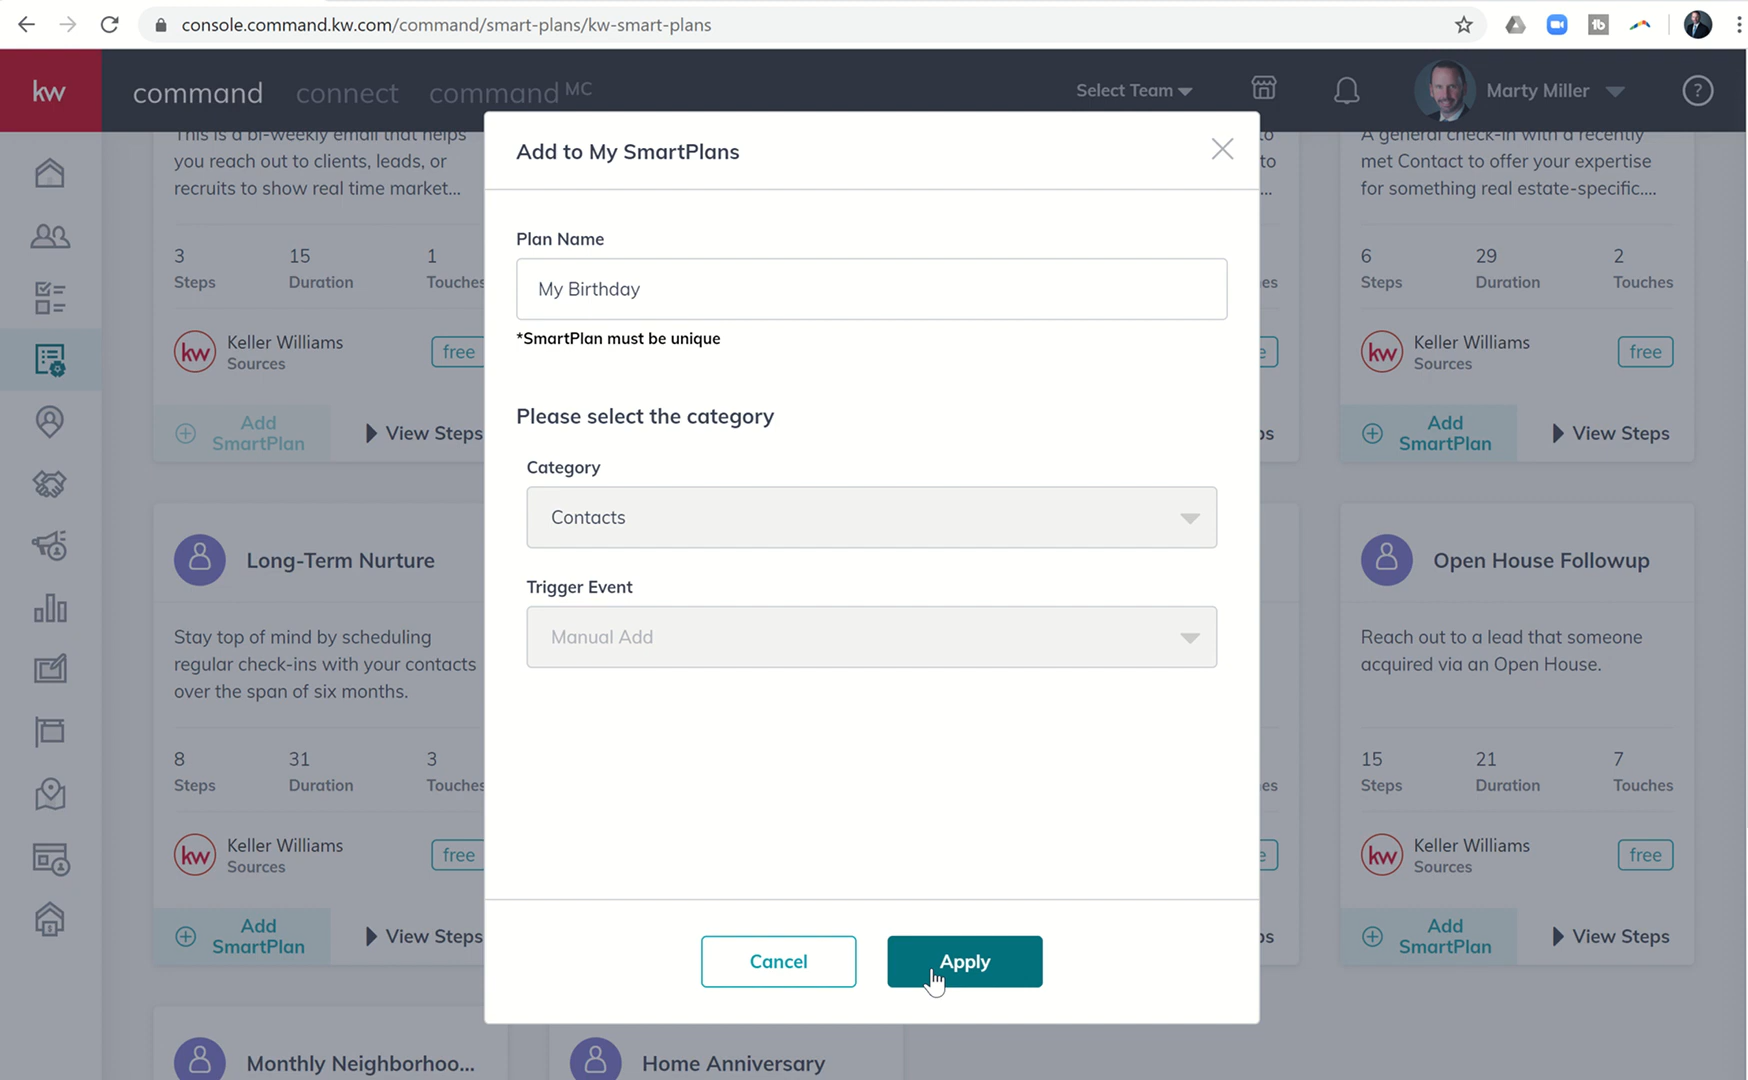 console.command.kw.com/command/smart-plans/kw-smart-plans
kw
command
connect
command MC
Select Team
Marty Miller
?
This is a bi-weekly email that helps
you reach out to clients, leads, or
recruits to show real time market...
3
Steps
15
Duration
1
Touches
kw
Keller Williams
Sources
free
Add
SmartPlan
View Steps
Add to My SmartPlans
Plan Name
My Birthday
*SmartPlan must be unique
Please select the category
Category
Contacts
Trigger Event
Manual Add
Cancel
Apply
A general check-in with a recently
met Contact to offer your expertise
for something real estate-specific....
6
Steps
29
Duration
2
Touches
kw
Keller Williams
Sources
free
Add
SmartPlan
View Steps
Long-Term Nurture
Stay top of mind by scheduling
regular check-ins with your contacts
over the span of six months.
8
Steps
31
Duration
3
Touches
kw
Keller Williams
Sources
free
Add
SmartPlan
View Steps
Open House Followup
Reach out to a lead that someone
acquired via an Open House.
15
Steps
21
Duration
7
Touches
kw
Keller Williams
Sources
free
Add
SmartPlan
View Steps
Monthly Neighborhoo...
Home Anniversary